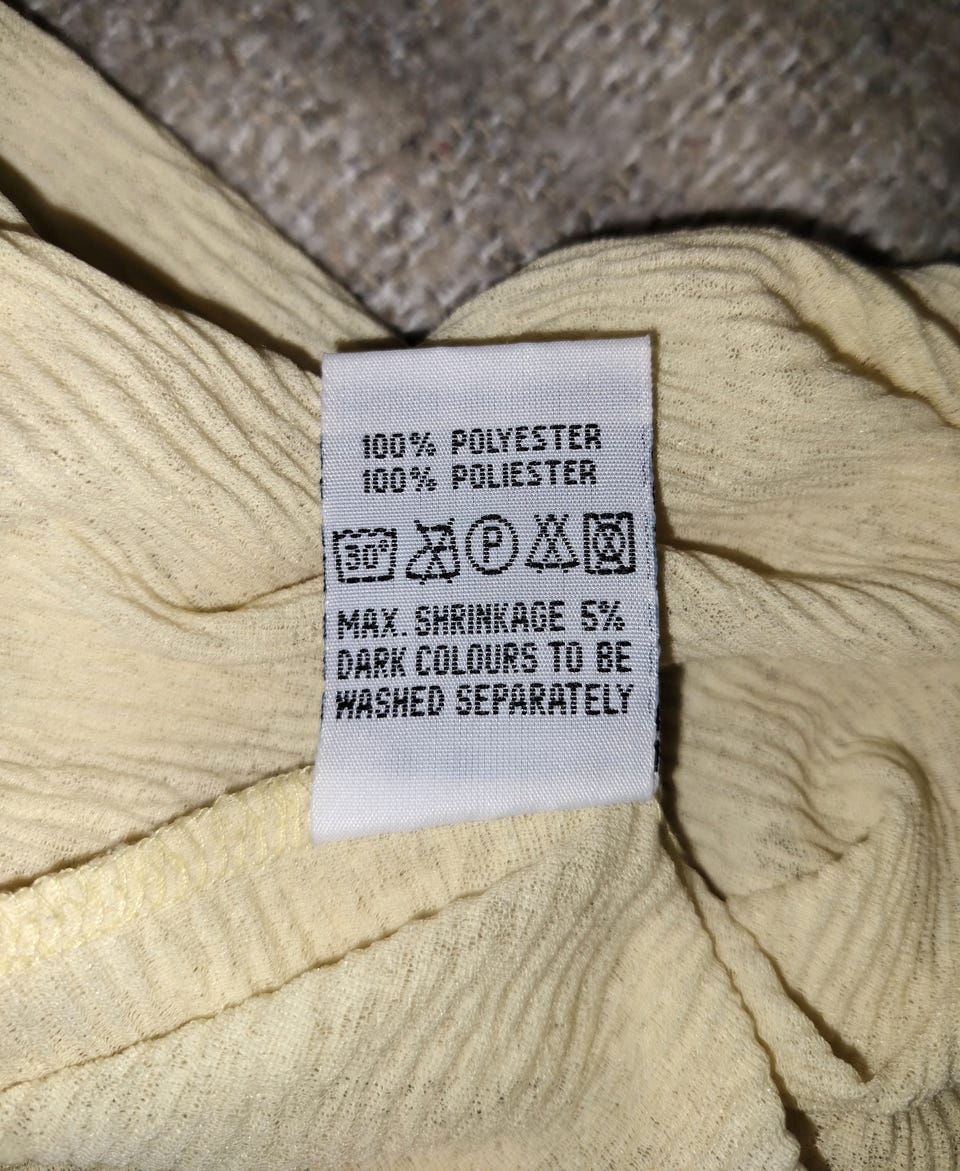 100% POLYESTER
100% POLIESTER
30° P
MAX. SHRINKAGE 5%
DARK COLOURS TO BE
WASHED SEPARATELY